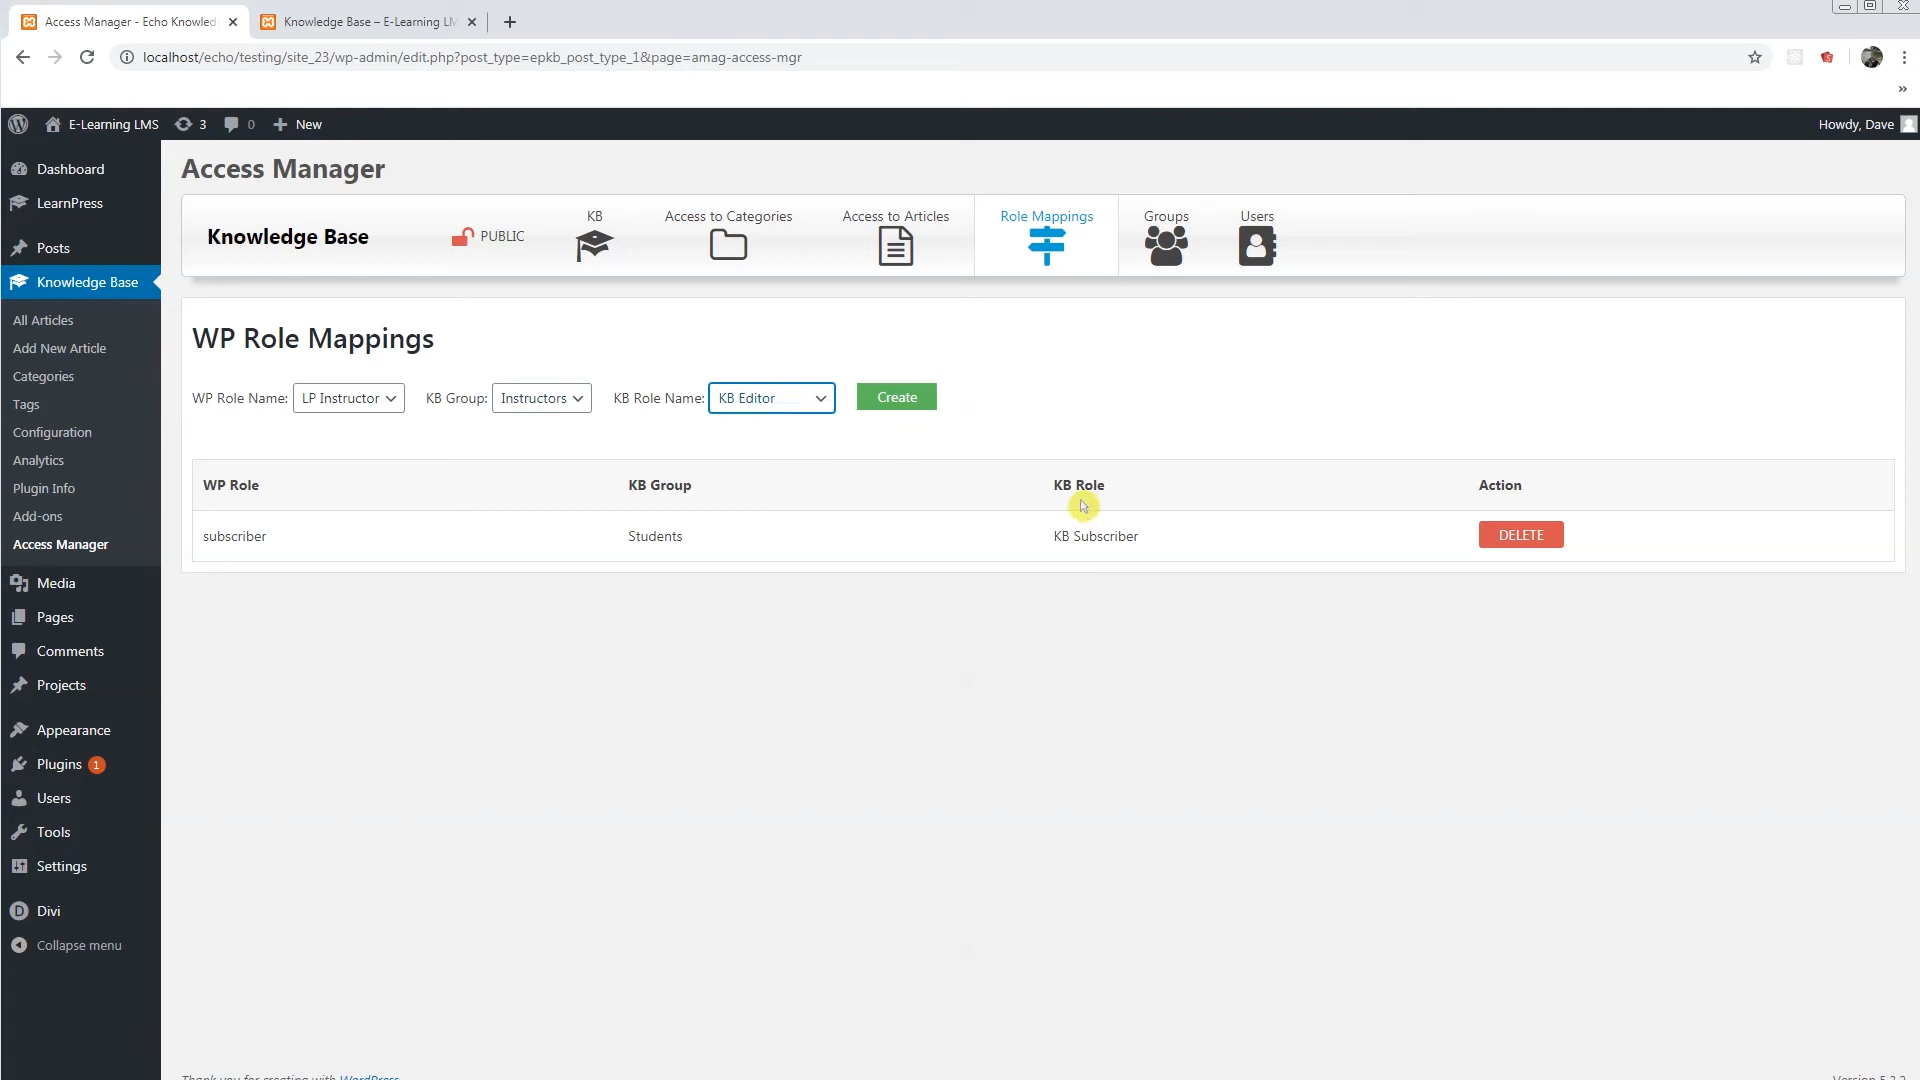 Access Manager - Echo Knowled
Knowledge Base – E-Learning LM
localhost/echo/testing/site_23/wp-admin/edit.php?post_type=epkb_post_type_1&page=amag-access-mgr
E-Learning LMS
3
0
New
Howdy, Dave
Dashboard
LearnPress
Posts
Knowledge Base
All Articles
Add New Article
Categories
Tags
Configuration
Analytics
Plugin Info
Add-ons
Access Manager
Media
Pages
Comments
Projects
Appearance
Plugins 1
Users
Tools
Settings
Divi
Collapse menu
Access Manager
Knowledge Base
PUBLIC
KB
Access to Categories
Access to Articles
Role Mappings
Groups
Users
WP Role Mappings
WP Role Name: LP Instructor KB Group: Instructors KB Role Name: KB Editor Create
WP Role KB Group KB Role Action
subscriber Students KB Subscriber DELETE
Thank you for creating with WordPress